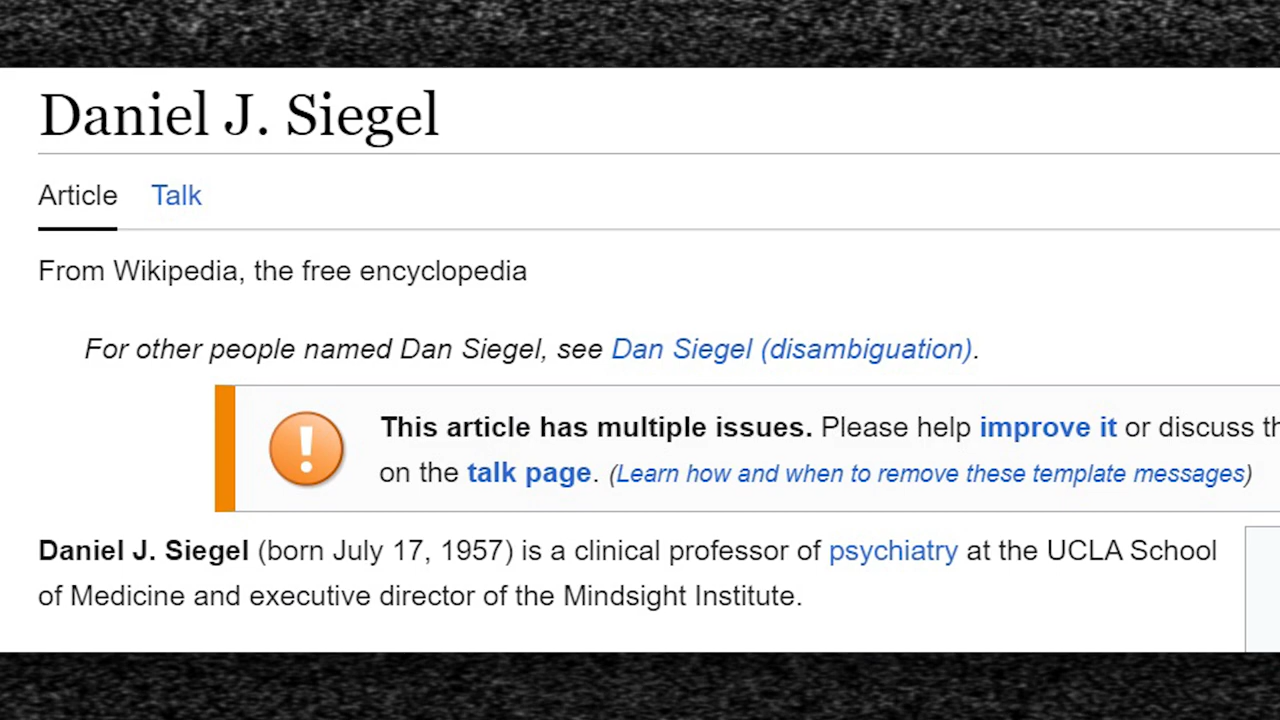 Daniel J. Siegel
Article Talk
From Wikipedia, the free encyclopedia
For other people named Dan Siegel, see Dan Siegel (disambiguation).
This article has multiple issues. Please help improve it or discuss th
on the talk page. (Learn how and when to remove these template messages)
Daniel J. Siegel (born July 17, 1957) is a clinical professor of psychiatry at the UCLA School
of Medicine and executive director of the Mindsight Institute.